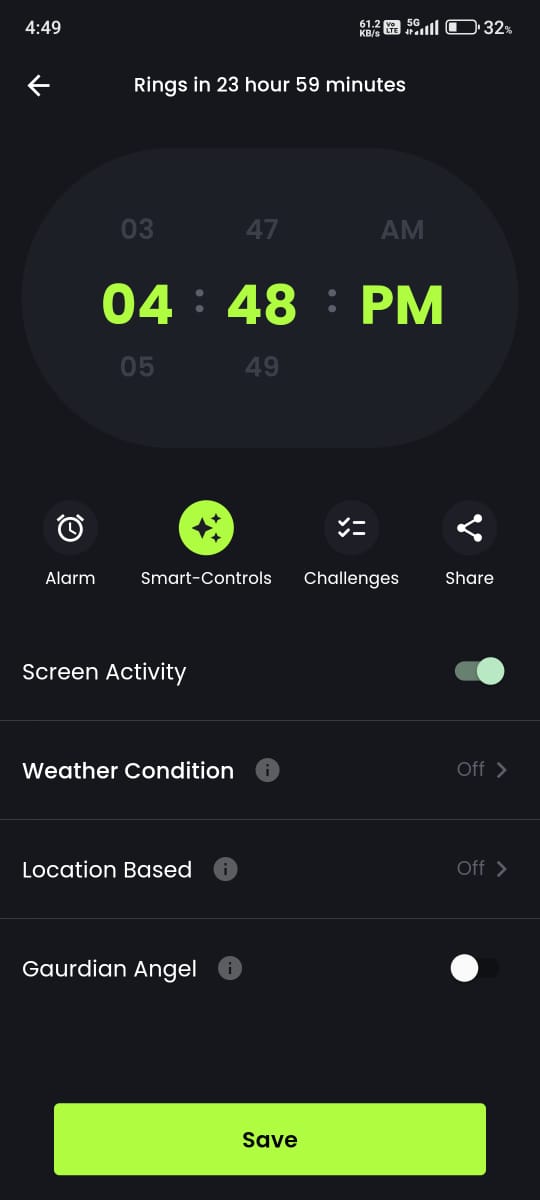 4:49 61.2 KB/s Vo LTE 5G 32%
Rings in 23 hour 59 minutes
03 47 AM
04 : 48 : PM
05 49
Alarm Smart-Controls Challenges Share
Screen Activity
Weather Condition i Off
Location Based i Off
Gaurdian Angel i
Save